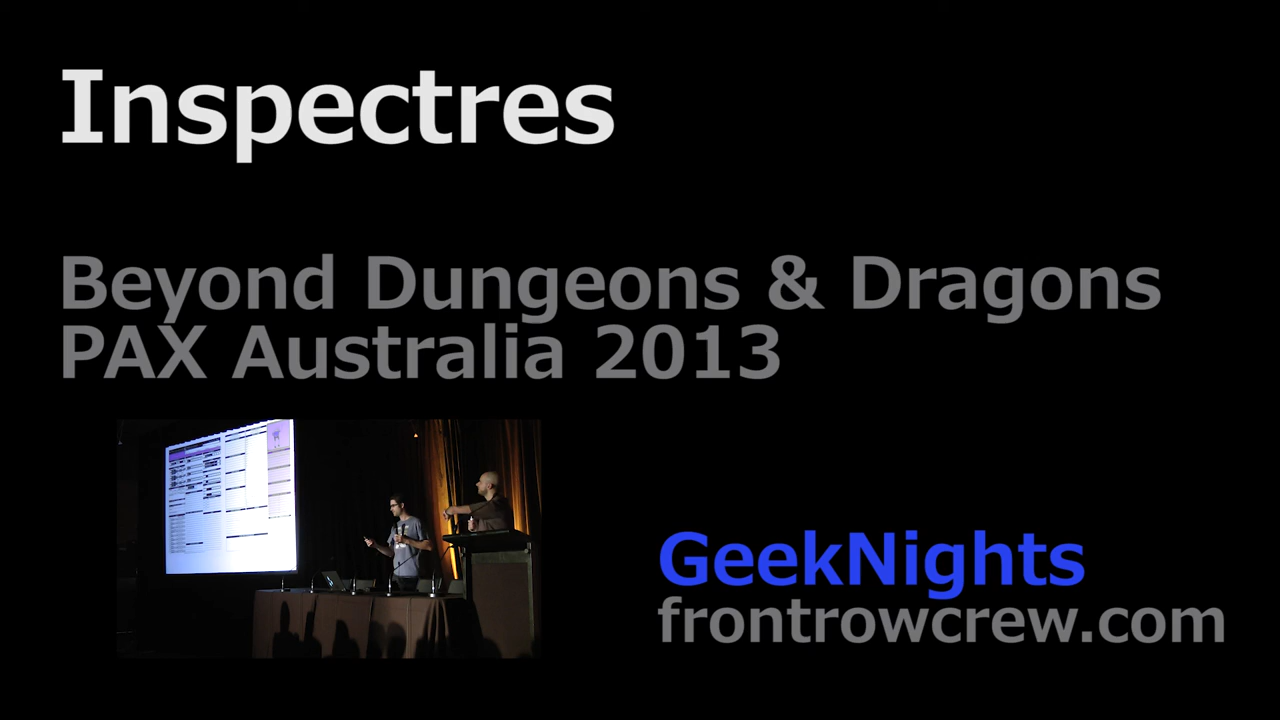 Inspectres
Beyond Dungeons & Dragons
PAX Australia 2013
GeekNights
frontrowcrew.com